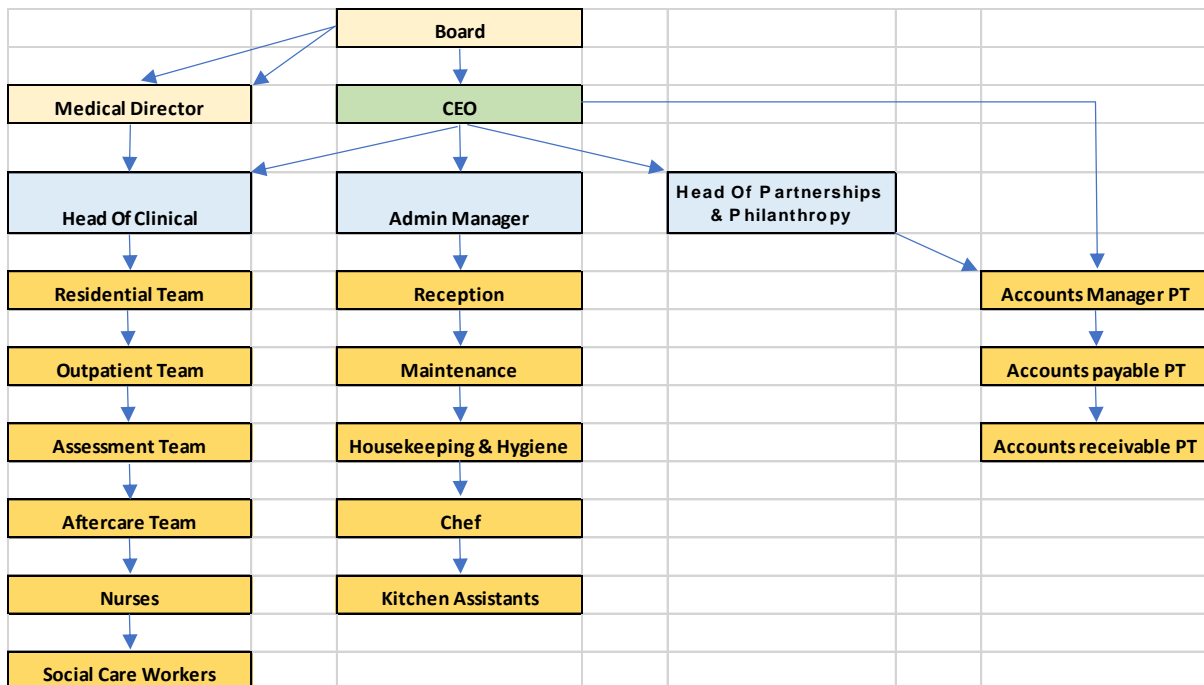 Board
Medical Director
CEO
Head Of Clinical
Admin Manager
Head Of Partnerships
& Philanthropy
Residential Team
Reception
Accounts Manager PT
Outpatient Team
Maintenance
Accounts payable PT
Assessment Team
Housekeeping & Hygiene
Accounts receivable PT
Aftercare Team
Chef
Nurses
Kitchen Assistants
Social Care Workers